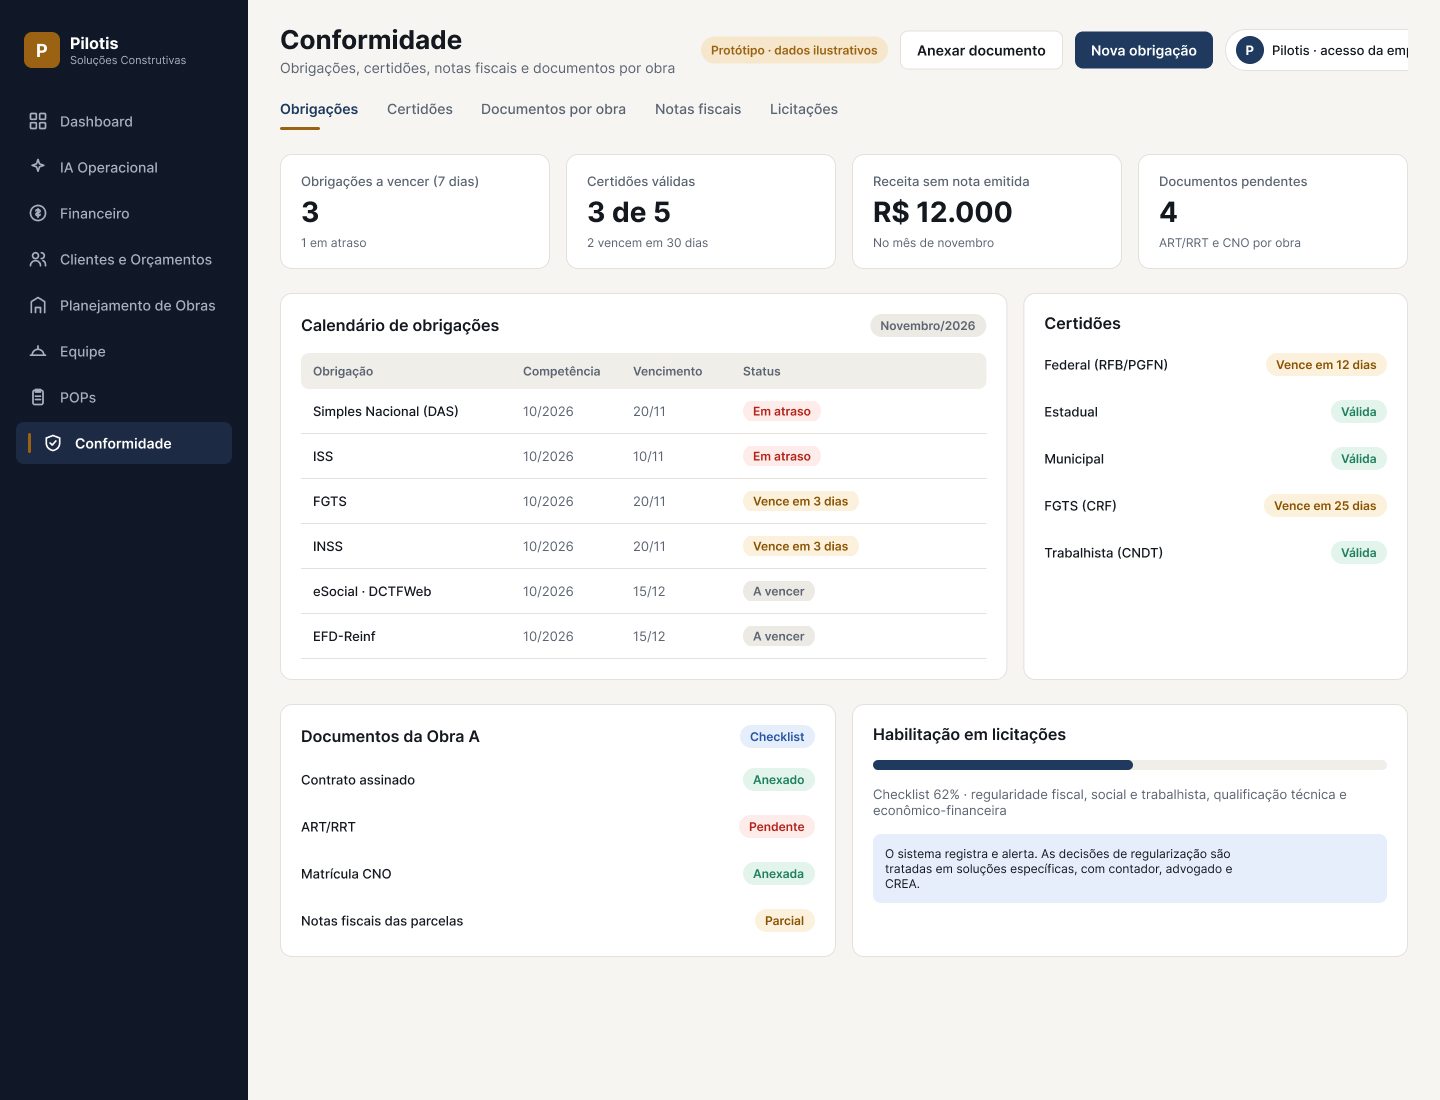 P
Pilotis
Soluções Construtivas
Dashboard
IA Operacional
Financeiro
Clientes e Orçamentos
Planejamento de Obras
Equipe
POPs
Conformidade
Conformidade
Obrigações, certidões, notas fiscais e documentos por obra
Protótipo · dados ilustrativos
Anexar documento
Nova obrigação
P
Pilotis · acesso da emp
Obrigações
Certidões
Documentos por obra
Notas fiscais
Licitações
Obrigações a vencer (7 dias)
3
1 em atraso
Certidões válidas
3 de 5
2 vencem em 30 dias
Receita sem nota emitida
R$ 12.000
No mês de novembro
Documentos pendentes
4
ART/RRT e CNO por obra
Calendário de obrigações
Novembro/2026
Obrigação Competência Vencimento Status
Simples Nacional (DAS) 10/2026 20/11 Em atraso
ISS 10/2026 10/11 Em atraso
FGTS 10/2026 20/11 Vence em 3 dias
INSS 10/2026 20/11 Vence em 3 dias
eSocial · DCTFWeb 10/2026 15/12 A vencer
EFD-Reinf 10/2026 15/12 A vencer
Certidões
Federal (RFB/PGFN) Vence em 12 dias
Estadual Válida
Municipal Válida
FGTS (CRF) Vence em 25 dias
Trabalhista (CNDT) Válida
Documentos da Obra A
Checklist
Contrato assinado Anexado
ART/RRT Pendente
Matrícula CNO Anexada
Notas fiscais das parcelas Parcial
Habilitação em licitações
Checklist 62% · regularidade fiscal, social e trabalhista, qualificação técnica e
econômico-financeira
O sistema registra e alerta. As decisões de regularização são
tratadas em soluções específicas, com contador, advogado e
CREA.